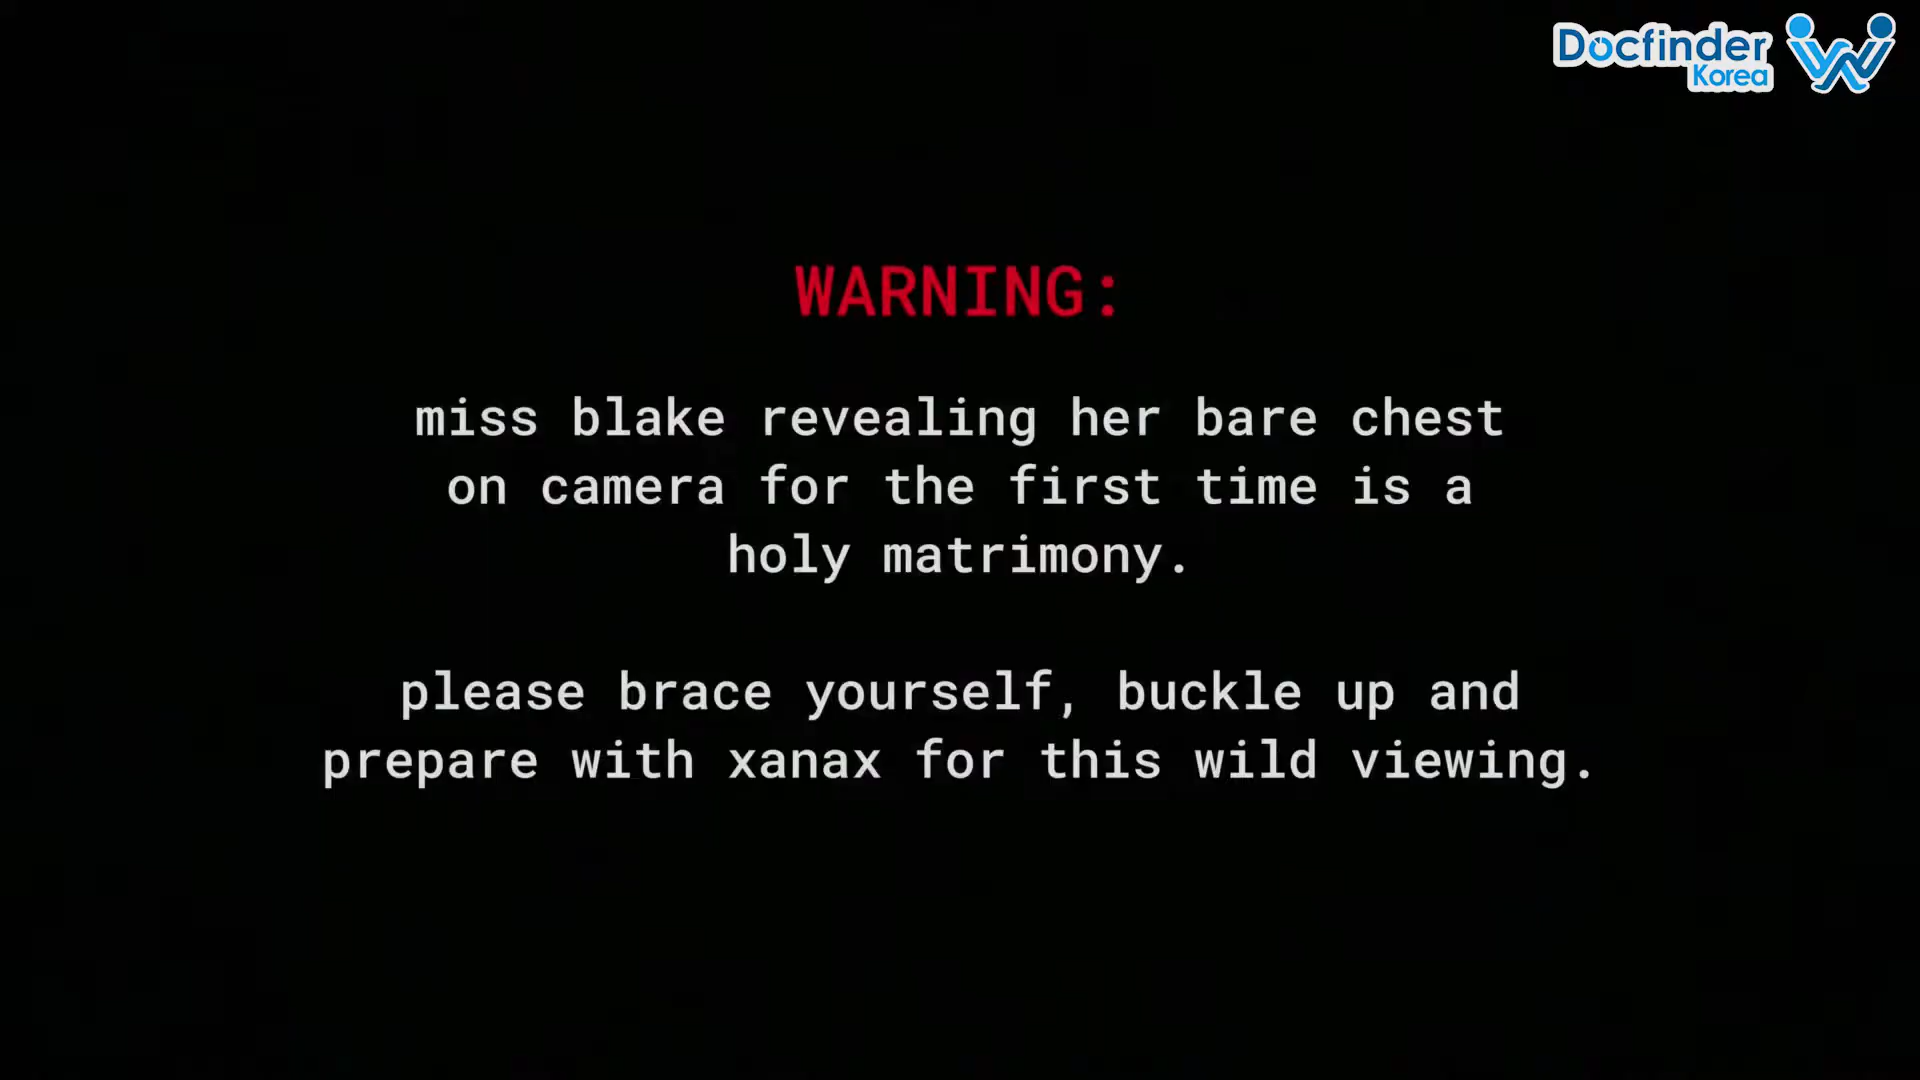 Docfinder
Korea
WARNING:
miss blake revealing her bare chest
on camera for the first time is a
holy matrimony.
please brace yourself, buckle up and
prepare with xanax for this wild viewing.